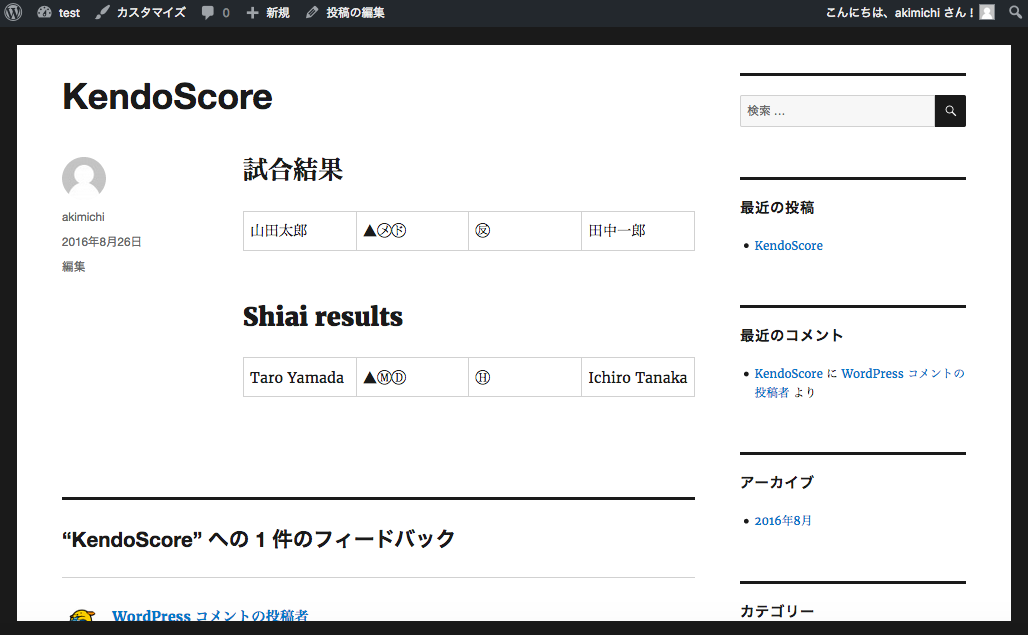 test カスタマイズ 0 新規 投稿の編集 こんにちは、akimichi さん！
KendoScore
akimichi
2016年8月26日
編集
試合結果
山田太郎 ▲㋱㋣ ㊮ 田中一郎
Shiai results
Taro Yamada ▲ⓂⒹ Ⓗ Ichiro Tanaka
“KendoScore” への 1 件のフィードバック
WordPress コメントの投稿者
検索 …
最近の投稿
KendoScore
最近のコメント
KendoScore に WordPress コメントの
投稿者 より
アーカイブ
2016年8月
カテゴリー